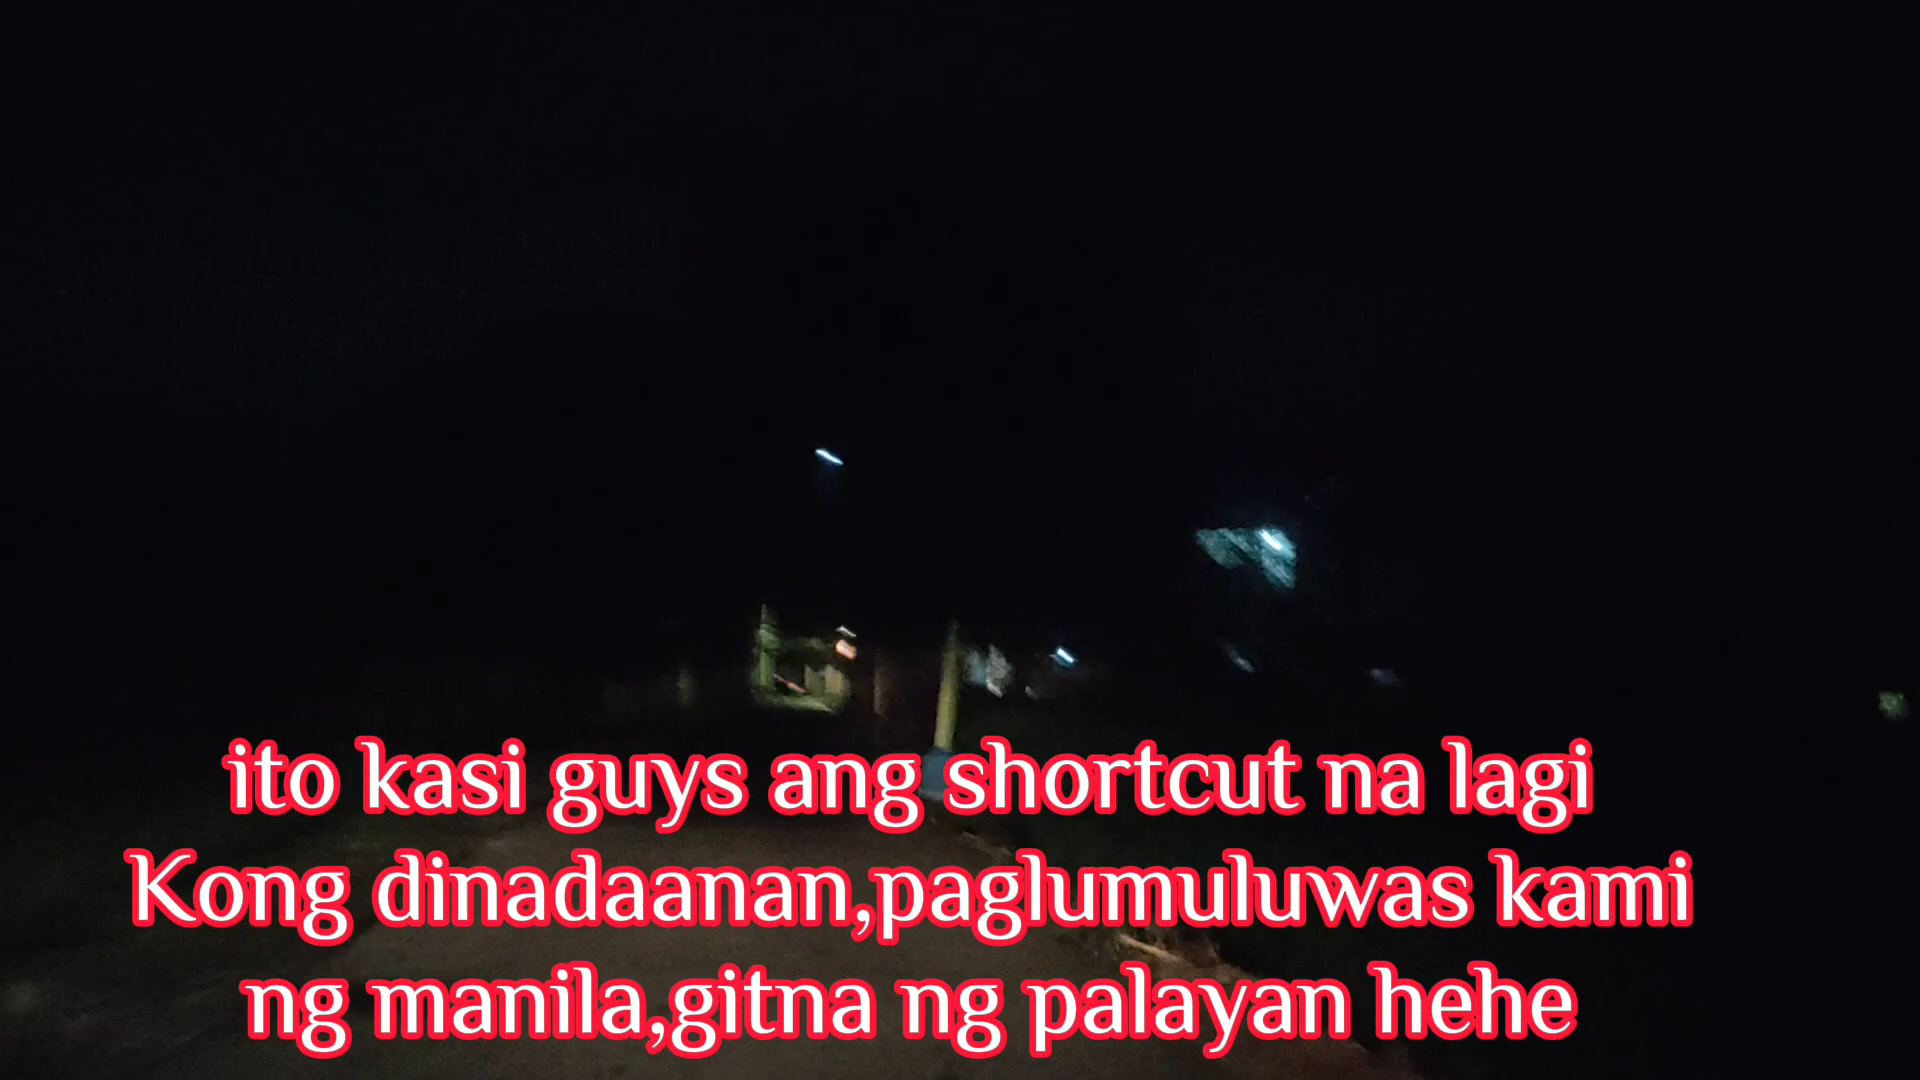 ito kasi guys ang shortcut na lagi
Kong dinadaanan,paglumuluwas kami
ng manila,gitna ng palayan hehe